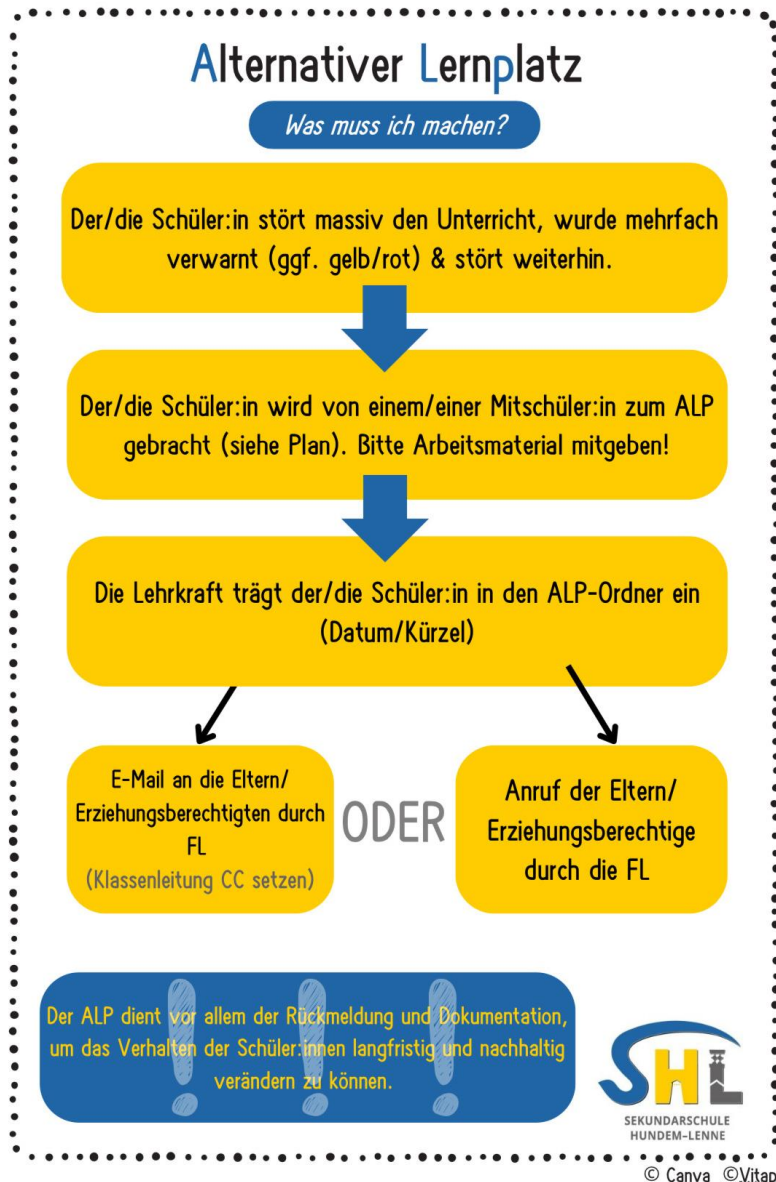 Alternativer Lernplatz
Was muss ich machen?
Der/die Schüler:in stört massiv den Unterricht, wurde mehrfach
verwarnt (ggf. gelb/rot) & stört weiterhin.
Der/die Schüler:in wird von einem/einer Mitschüler:in zum ALP
gebracht (siehe Plan). Bitte Arbeitsmaterial mitgeben!
Die Lehrkraft trägt der/die Schüler:in in den ALP-Ordner ein
(Datum/Kürzel)
E-Mail an die Eltern/
Erziehungsberechtigten durch
FL
(Klassenleitung CC setzen)
ODER
Anruf der Eltern/
Erziehungsberechtige
durch die FL
Der ALP dient vor allem der Rückmeldung und Dokumentation,
um das Verhalten der Schüler:innen langfristig und nachhaltig
verändern zu können.
! ! !
SHL
SEKUNDARSCHULE
HUNDEM-LENNE
© Canva ©Vitap